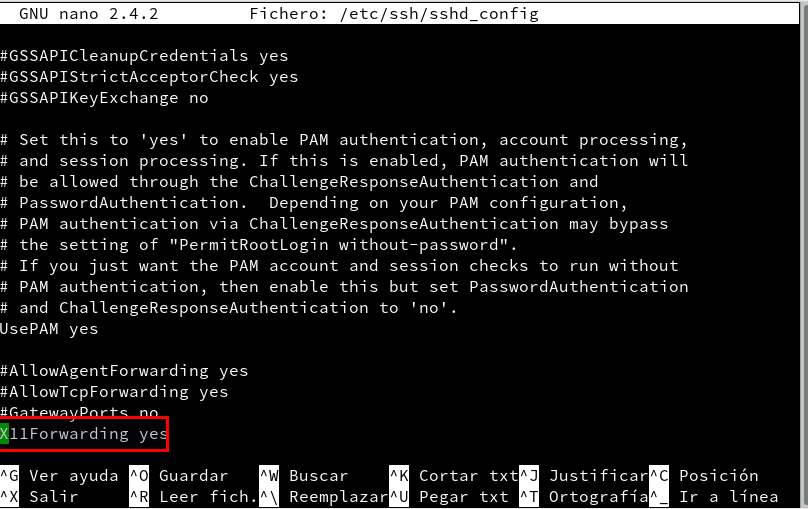 GNU nano 2.4.2 Fichero: /etc/ssh/sshd_config
#GSSAPICleanupCredentials yes
#GSSAPIStrictAcceptorCheck yes
#GSSAPIKeyExchange no
# Set this to 'yes' to enable PAM authentication, account processing,
# and session processing. If this is enabled, PAM authentication will
# be allowed through the ChallengeResponseAuthentication and
# PasswordAuthentication.  Depending on your PAM configuration,
# PAM authentication via ChallengeResponseAuthentication may bypass
# the setting of "PermitRootLogin without-password".
# If you just want the PAM account and session checks to run without
# PAM authentication, then enable this but set PasswordAuthentication
# and ChallengeResponseAuthentication to 'no'.
UsePAM yes
#AllowAgentForwarding yes
#AllowTcpForwarding yes
#GatewayPorts no
X11Forwarding yes
^G Ver ayuda ^O Guardar ^W Buscar ^K Cortar txt ^J Justificar ^C Posición
^X Salir ^R Leer fich. ^\ Reemplazar ^U Pegar txt ^T Ortografía ^_ Ir a línea